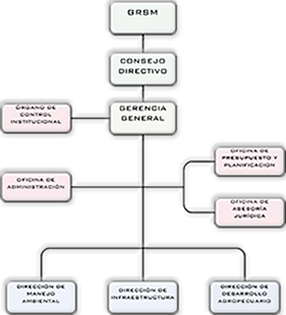 GRSM
CONSEJO
DIRECTIVO
GERENCIA
GENERAL
ÓRGANO DE
CONTROL
INSTITUCIONAL
OFICINA DE
PRESUPUESTO Y
PLANIFICACION
OFICINA DE
ADMINISTRACIÓN
OFICINA DE
ASESORÍA
JURÍDICA
DIRECCIÓN DE
MANEJO
AMBIENTAL
DIRECCIÓN DE
INFRAESTRUCTURA
DIRECCIÓN DE
DESARROLLO
AGROPECUARIO